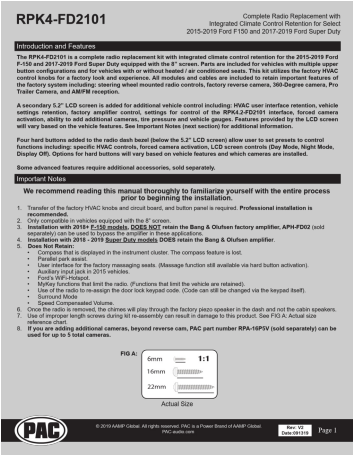 RPK4-FD2101
Complete Radio Replacement with
Integrated Climate Control Retention for Select
2015-2019 Ford F150 and 2017-2019 Ford Super Duty
Introduction and Features
The RPK4-FD2101 is a complete radio replacement kit with integrated climate control retention for the 2015-2019 Ford
F-150 and 2017-2019 Ford Super Duty equipped with the 8" screen. Parts are included for vehicles with multiple upper
button configurations and for vehicles with or without heated / air conditioned seats. This kit utilizes the factory HVAC
control knobs for a factory look and experience. All modules and cables are included to retain important features of the
factory system including: steering wheel mounted radio controls, factory reverse camera, 360-Degree camera, Pro
Trailer Camera, and AM/FM reception.
A secondary 5.2" LCD screen is added for additional vehicle control including: HVAC user interface retention, vehicle
settings retention, factory amplifier control, settings for control of the RPK4.2-FD2101 interface, forced camera
activation, ability to add additional cameras, tire pressure and vehicle gauges. Features provided by the LCD screen
will vary based on the vehicle features. See Important Notes (next section) for additional information.
Four hard buttons added to the radio dash bezel (below the 5.2" LCD screen) allow user to set presets to control
functions including: specific HVAC controls, forced camera activation, LCD screen controls (Day Mode, Night Mode,
Display Off). Options for hard buttons will vary based on vehicle features and which cameras are installed.
Some advanced features require additional accessories, sold separately.
Important Notes
We recommend reading this manual thoroughly to familiarize yourself with the entire process
prior to beginning the installation.
1. Transfer of the factory HVAC knobs and circuit board, and button panel is required. Professional installation is
recommended.
2. Only compatible in vehicles equipped with the 8" screen.
3. Installation with 2018+ F-150 models, DOES NOT retain the Bang & Olufsen factory amplifier, APH-FD02 (sold
separately) can be used to bypass the amplifier in these applications.
4. Installation with 2018 - 2019 Super Duty models DOES retain the Bang & Olufsen amplifier.
5. Does Not Retain:
• Compass that is displayed in the instrument cluster. The compass feature is lost.
• Parallel park assist.
• User interface for the factory massaging seats. (Massage function still available via hard button activation).
• Auxiliary input jack in 2015 vehicles.
• Ford's WiFi-Hotspot.
• MyKey functions that limit the radio. (Functions that limit the vehicle are retained).
• Use of the radio to re-assign the door lock keypad code. (Code can still be changed via the keypad itself).
• Surround Mode
• Speed Compensated Volume.
6. Once the radio is removed, the chimes will play through the factory piezo speaker in the dash and not the cabin speakers.
7. Use of improper length screws during kit re-assembly can result in damage to this product. See FIG A: Actual size
reference chart.
8. If you are adding additional cameras, beyond reverse cam, PAC part number RPA-16P5V (sold separately) can be
used for up to 5 total cameras.
FIG A:
6mm 1:1
16mm
22mm
Actual Size
PAC
© 2019 AAMP Global. All rights reserved. PAC is a Power Brand of AAMP Global.
PAC-audio.com
Rev: V2
Date:091319
Page 1